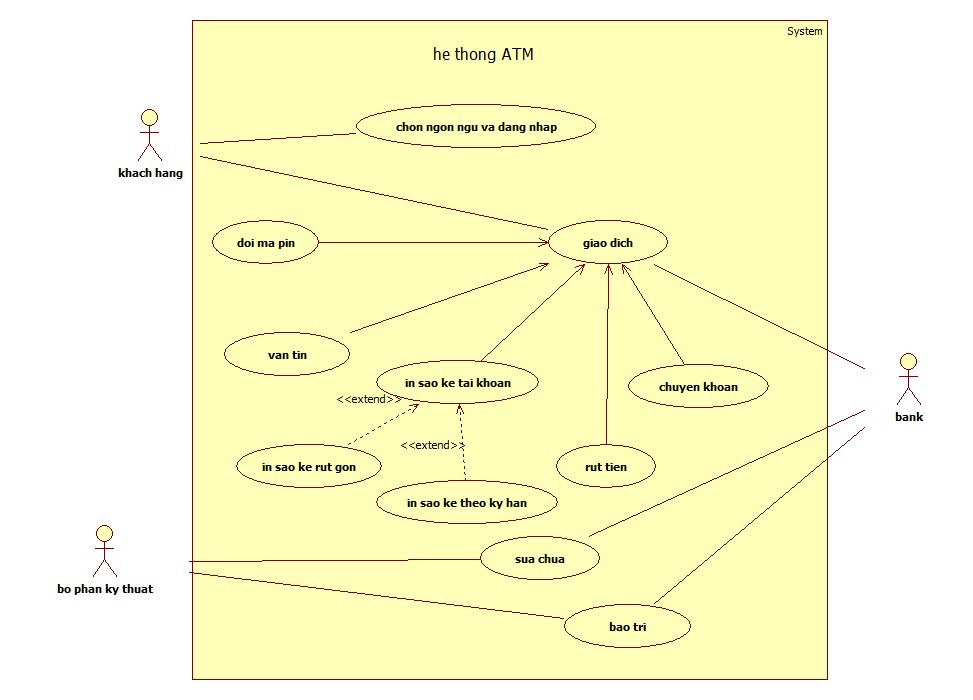 System
he thong ATM
chon ngon ngu va dang nhap
khach hang
doi ma pin
giao dich
van tin
in sao ke tai khoan
chuyen khoan
<<extend>>
bank
<<extend>>
in sao ke rut gon
rut tien
in sao ke theo ky han
sua chua
bo phan ky thuat
bao tri